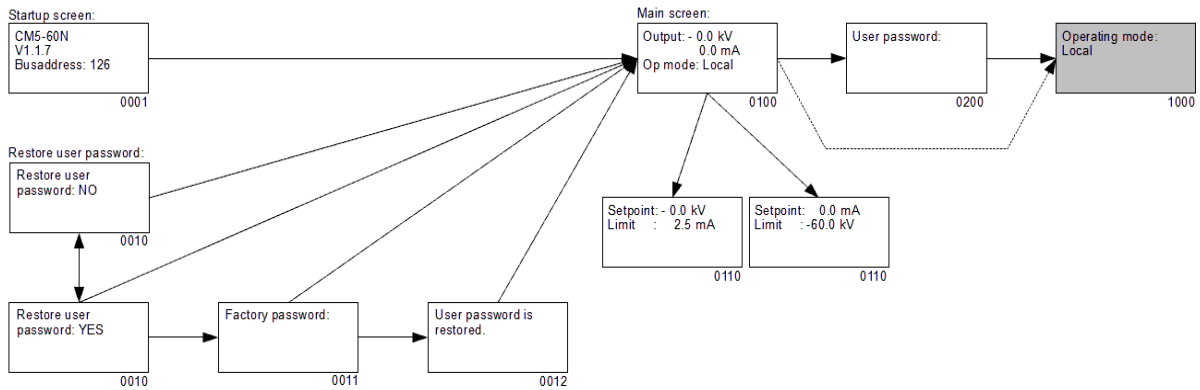 Startup screen:
CM5-60N
V1.1.7
Busaddress: 126
0001
Main screen:
Output: - 0.0 kV
0.0 mA
Op mode: Local
0100
User password:
0200
Operating mode:
Local
1000
Restore user password:
Restore user
password: NO
0010
Setpoint: - 0.0 kV
Limit : 2.5 mA
0110
Setpoint: 0.0 mA
Limit : -60.0 kV
0110
Restore user
password: YES
0010
Factory password:
0011
User password is
restored.
0012